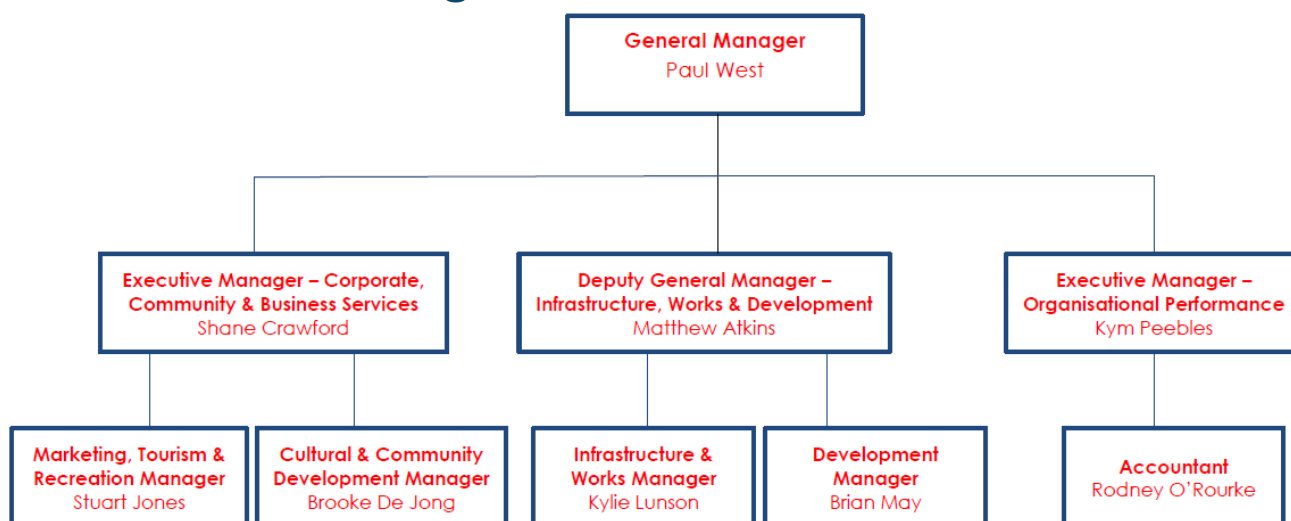 General Manager
Paul West
Executive Manager – Corporate,
Community & Business Services
Shane Crawford
Deputy General Manager –
Infrastructure, Works & Development
Matthew Atkins
Executive Manager –
Organisational Performance
Kym Peebles
Marketing, Tourism &
Recreation Manager
Stuart Jones
Cultural & Community
Development Manager
Brooke De Jong
Infrastructure &
Works Manager
Kylie Lunson
Development
Manager
Brian May
Accountant
Rodney O'Rourke